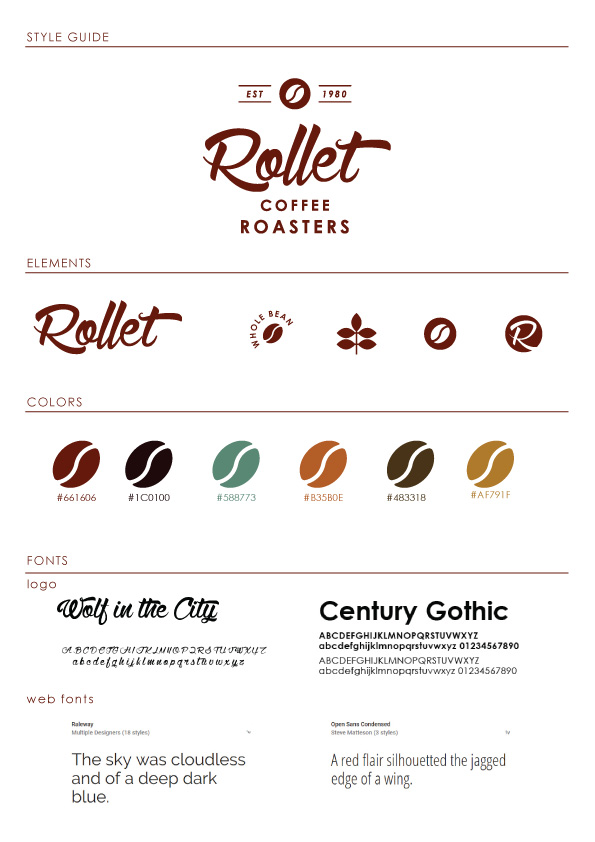 STYLE GUIDE
EST 1980
Rollet
COFFEE
ROASTERS
ELEMENTS
Rollet
WHOLE BEAN
R
COLORS
#661606 #1C0100 #588773 #B35B0E #483318 #AF791F
FONTS
logo
Wolf in the City
ABCDEFGHIJKLMNOPQRSTUVWXYZ
abcdefghijklmnopqrstuvwxyz
Century Gothic
ABCDEFGHIJKLMNOPQRSTUVWXYZ
abcdefghijklmnopqrstuvwxyz 01234567890
ABCDEFGHIJKLMNOPQRSTUVWXYZ
abcdefghijklmnopqrstuvwxyz 01234567890
web fonts
Raleway
Multiple Designers (18 styles)
The sky was cloudless
and of a deep dark
blue.
Open Sans Condensed
Steve Matteson (3 styles)
A red flair silhouetted the jagged
edge of a wing.